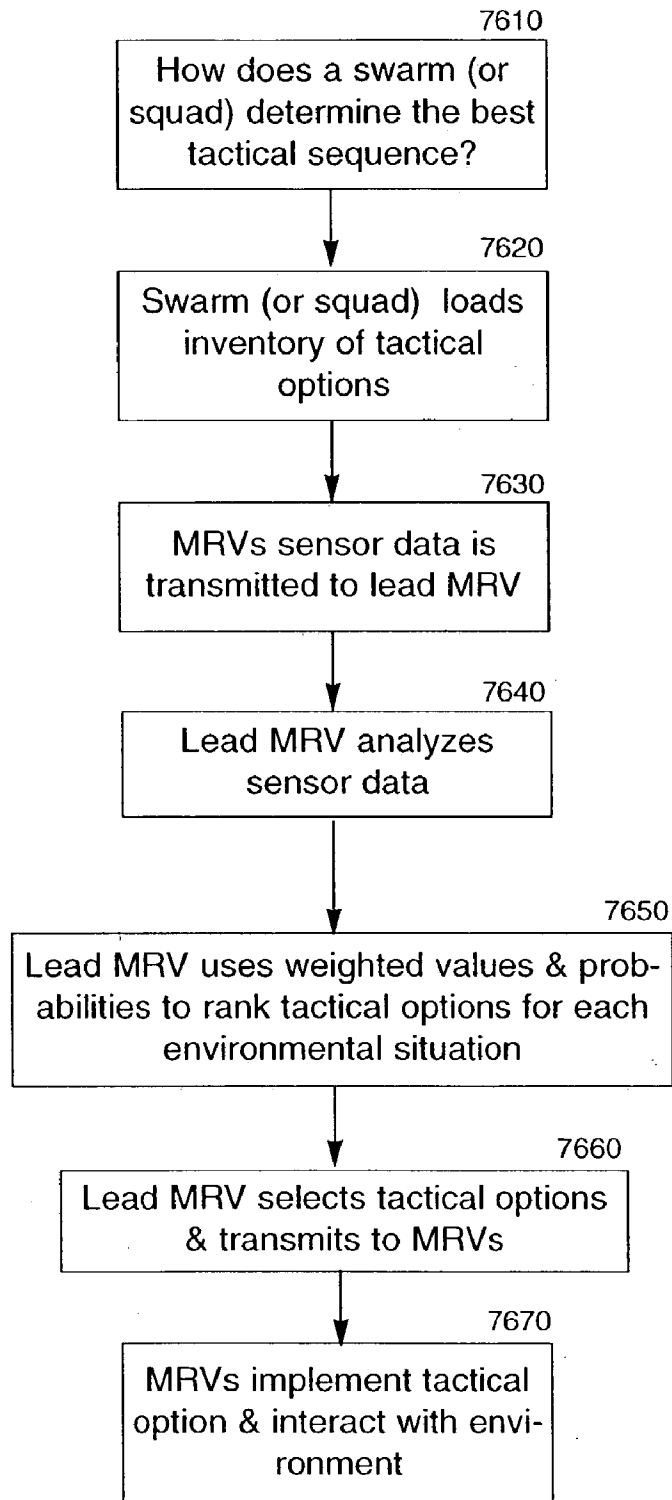 7610
How does a swarm (or
squad) determine the best
tactical sequence?
7620
Swarm (or squad) loads
inventory of tactical
options
7630
MRVs sensor data is
transmitted to lead MRV
7640
Lead MRV analyzes
sensor data
7650
Lead MRV uses weighted values & prob-
abilities to rank tactical options for each
environmental situation
7660
Lead MRV selects tactical options
& transmits to MRVs
7670
MRVs implement tactical
option & interact with envi-
ronment